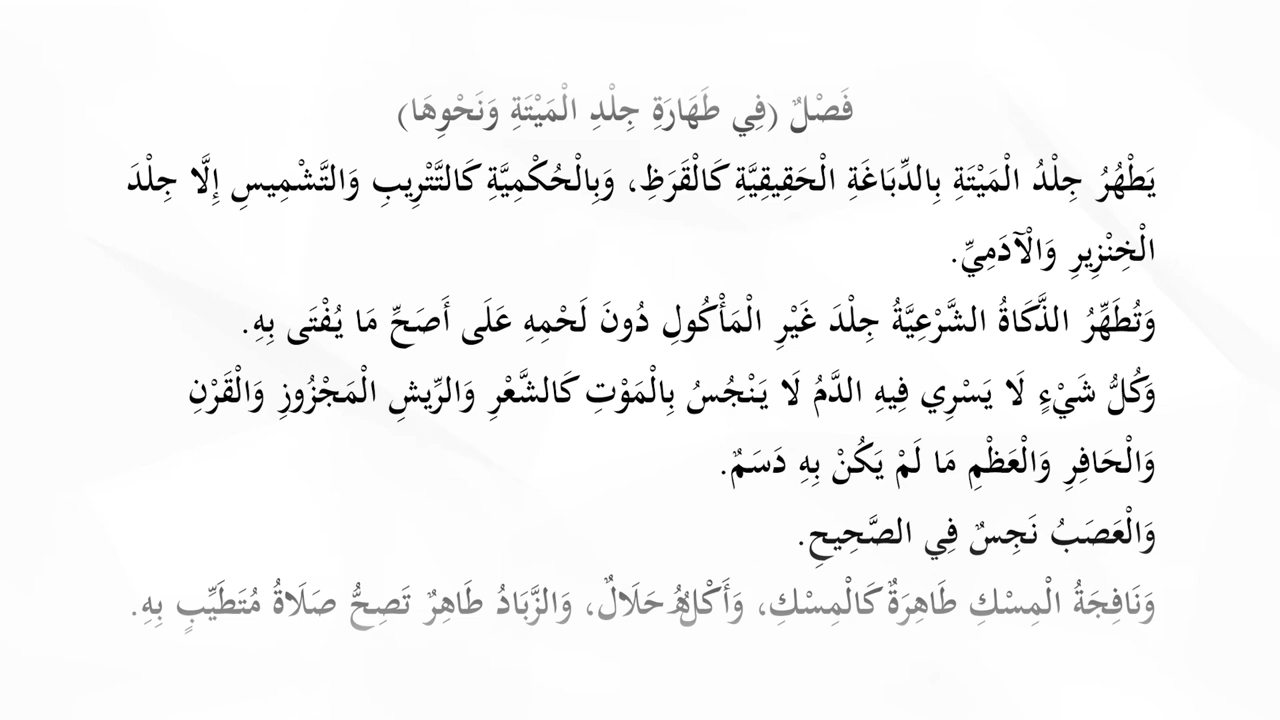 فَصْلٌ (فِي طَهَارَةِ جِلْدِ الْمَيْتَةِ وَنَحْوِهَا)
يَطْهُرُ جِلْدُ الْمَيْتَةِ بِالدِّبَاغَةِ الْحَقِيقِيَّةِ كَالْقَرَظِ، وَبِالْحُكْمِيَّةِ كَالتَّتْرِيبِ وَالتَّشْمِيسِ إِلَّا جِلْدَ
الْخِنْزِيرِ وَالْآدَمِيِّ.
وَتُطَهِّرُ الذَّكَاةُ الشَّرْعِيَّةُ جِلْدَ غَيْرِ الْمَأْكُولِ دُونَ لَحْمِهِ عَلَى أَصَحِّ مَا يُفْتَى بِهِ.
وَكُلُّ شَيْءٍ لَا يَسْرِي فِيهِ الدَّمُ لَا يَنْجُسُ بِالْمَوْتِ كَالشَّعْرِ وَالرِّيشِ الْمَجْزُوزِ وَالْقَرْنِ
وَالْحَافِرِ وَالْعَظْمِ مَا لَمْ يَكُنْ بِهِ دَسَمٌ.
وَالْعَصَبُ نَجِسٌ فِي الصَّحِيحِ.
وَنَافِجَةُ الْمِسْكِ طَاهِرَةٌ كَالْمِسْكِ، وَأَكْلُهُ حَلَالٌ، وَالزَّبَادُ طَاهِرٌ تَصِحُّ صَلَاةُ مُتَطَيِّبٍ بِهِ.